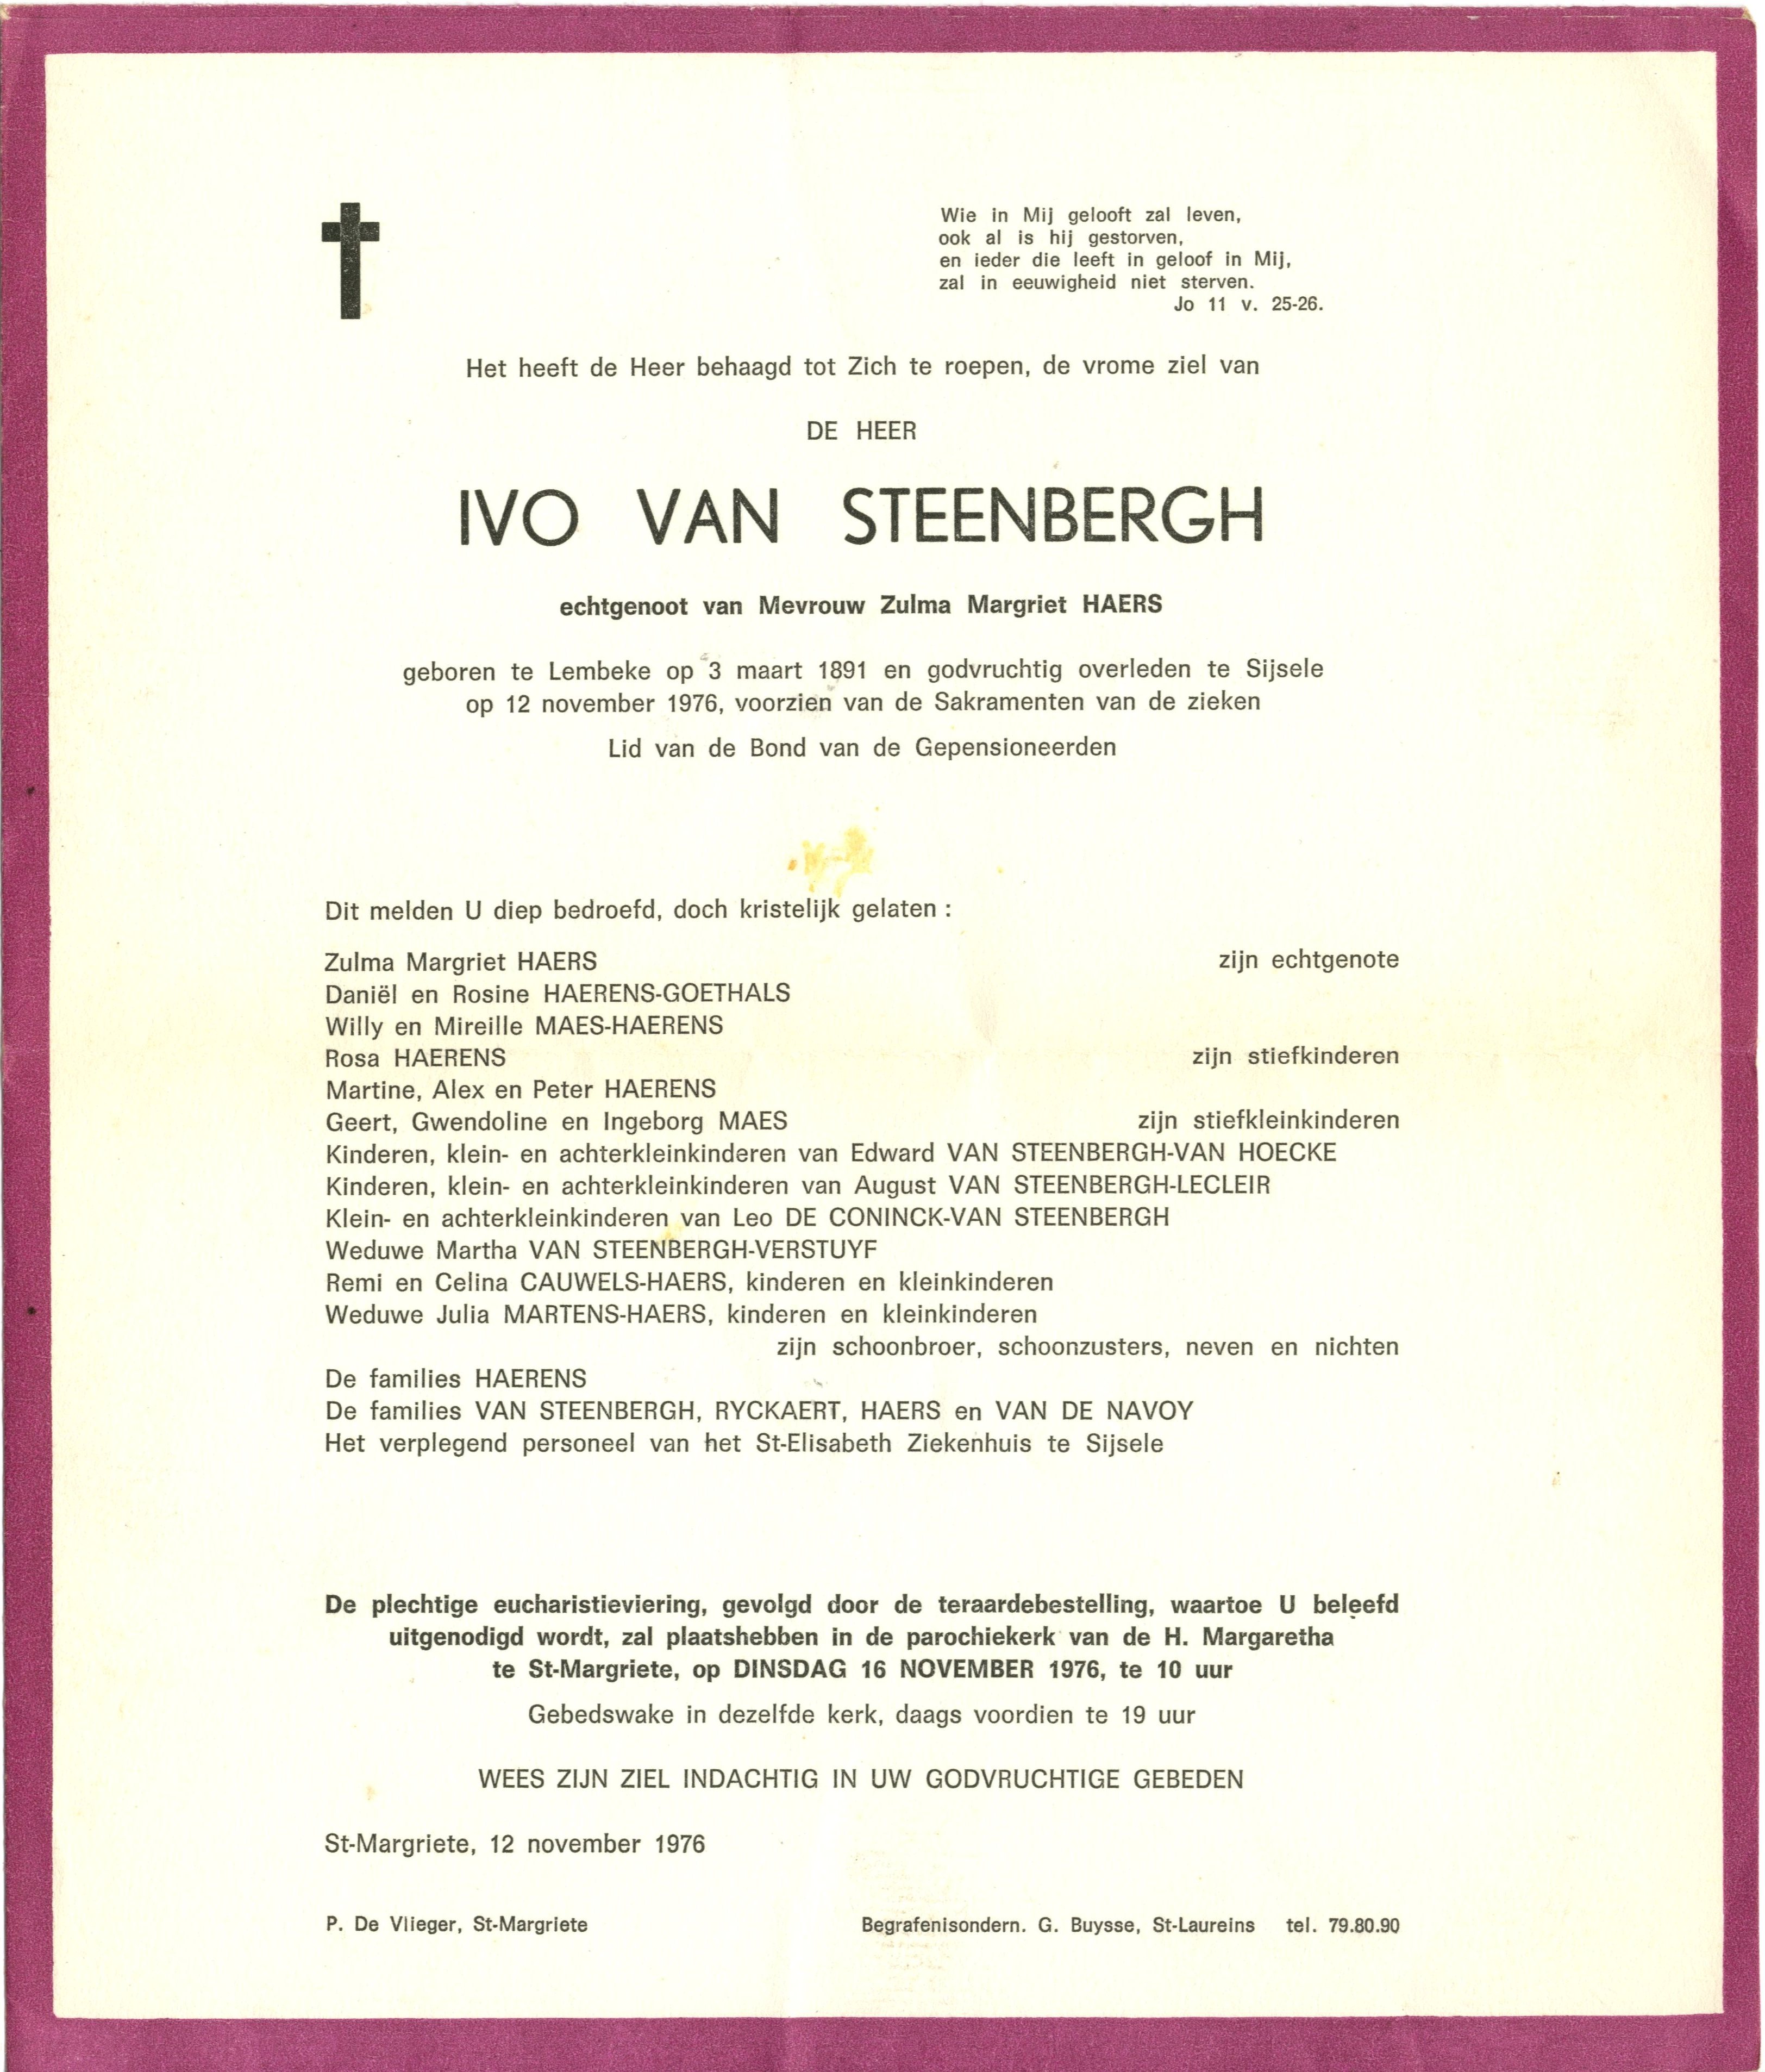 Wie in Mij gelooft zal leven,
ook al is hij gestorven,
en ieder die leeft in geloof in Mij,
zal in eeuwigheid niet sterven.
Jo 11 v. 25-26.
Het heeft de Heer behaagd tot Zich te roepen, de vrome ziel van
DE HEER
IVO VAN STEENBERGH
echtgenoot van Mevrouw Zulma Margriet HAERS
geboren te Lembeke op 3 maart 1891 en godvruchtig overleden te Sijsele
op 12 november 1976, voorzien van de Sakramenten van de zieken
Lid van de Bond van de Gepensioneerden
Dit melden U diep bedroefd, doch kristelijk gelaten :
Zulma Margriet HAERS zijn echtgenote
Daniël en Rosine HAERENS-GOETHALS
Willy en Mireille MAES-HAERENS
Rosa HAERENS zijn stiefkinderen
Martine, Alex en Peter HAERENS
Geert, Gwendoline en Ingeborg MAES zijn stiefkleinkinderen
Kinderen, klein- en achterkleinkinderen van Edward VAN STEENBERGH-VAN HOECKE
Kinderen, klein- en achterkleinkinderen van August VAN STEENBERGH-LECLEIR
Klein- en achterkleinkinderen van Leo DE CONINCK-VAN STEENBERGH
Weduwe Martha VAN STEENBERGH-VERSTUYF
Remi en Celina CAUWELS-HAERS, kinderen en kleinkinderen
Weduwe Julia MARTENS-HAERS, kinderen en kleinkinderen
zijn schoonbroer, schoonzusters, neven en nichten
De families HAERENS
De families VAN STEENBERGH, RYCKAERT, HAERS en VAN DE NAVOY
Het verplegend personeel van het St-Elisabeth Ziekenhuis te Sijsele
De plechtige eucharistieviering, gevolgd door de teraardebestelling, waartoe U beleefd
uitgenodigd wordt, zal plaatshebben in de parochiekerk van de H. Margaretha
te St-Margriete, op DINSDAG 16 NOVEMBER 1976, te 10 uur
Gebedswake in dezelfde kerk, daags voordien te 19 uur
WEES ZIJN ZIEL INDACHTIG IN UW GODVRUCHTIGE GEBEDEN
St-Margriete, 12 november 1976
P. De Vlieger, St-Margriete Begrafenisondern. G. Buysse, St-Laureins tel. 79.80.90